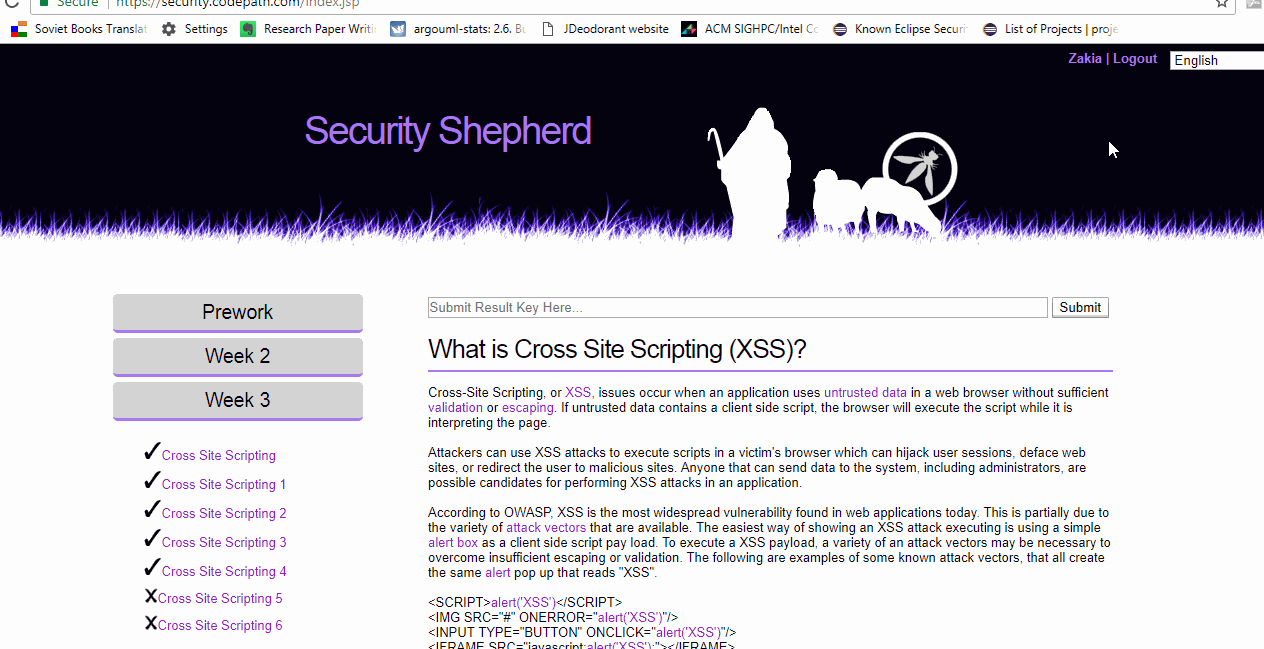 Secure | https://security.codepath.com/index.jsp
Soviet Books Translat Settings Research Paper Writi argouml-stats: 2.6. Bu JDeodorant website ACM SIGHPC/Intel Co Known Eclipse Securi List of Projects | proje
Zakia | Logout English
Security Shepherd
Prework
Week 2
Week 3
Cross Site Scripting
Cross Site Scripting 1
Cross Site Scripting 2
Cross Site Scripting 3
Cross Site Scripting 4
Cross Site Scripting 5
Cross Site Scripting 6
Submit Result Key Here... Submit
What is Cross Site Scripting (XSS)?
Cross-Site Scripting, or XSS, issues occur when an application uses untrusted data in a web browser without sufficient
validation or escaping. If untrusted data contains a client side script, the browser will execute the script while it is
interpreting the page.
Attackers can use XSS attacks to execute scripts in a victim's browser which can hijack user sessions, deface web
sites, or redirect the user to malicious sites. Anyone that can send data to the system, including administrators, are
possible candidates for performing XSS attacks in an application.
According to OWASP, XSS is the most widespread vulnerability found in web applications today. This is partially due to
the variety of attack vectors that are available. The easiest way of showing an XSS attack executing is using a simple
alert box as a client side script pay load. To execute a XSS payload, a variety of an attack vectors may be necessary to
overcome insufficient escaping or validation. The following are examples of some known attack vectors, that all create
the same alert pop up that reads "XSS".
<SCRIPT>alert('XSS')</SCRIPT>
<IMG SRC="#" ONERROR="alert('XSS')"/>
<INPUT TYPE="BUTTON" ONCLICK="alert('XSS')"/>
<IFRAME SRC="javascript:alert('XSS');"></IFRAME>